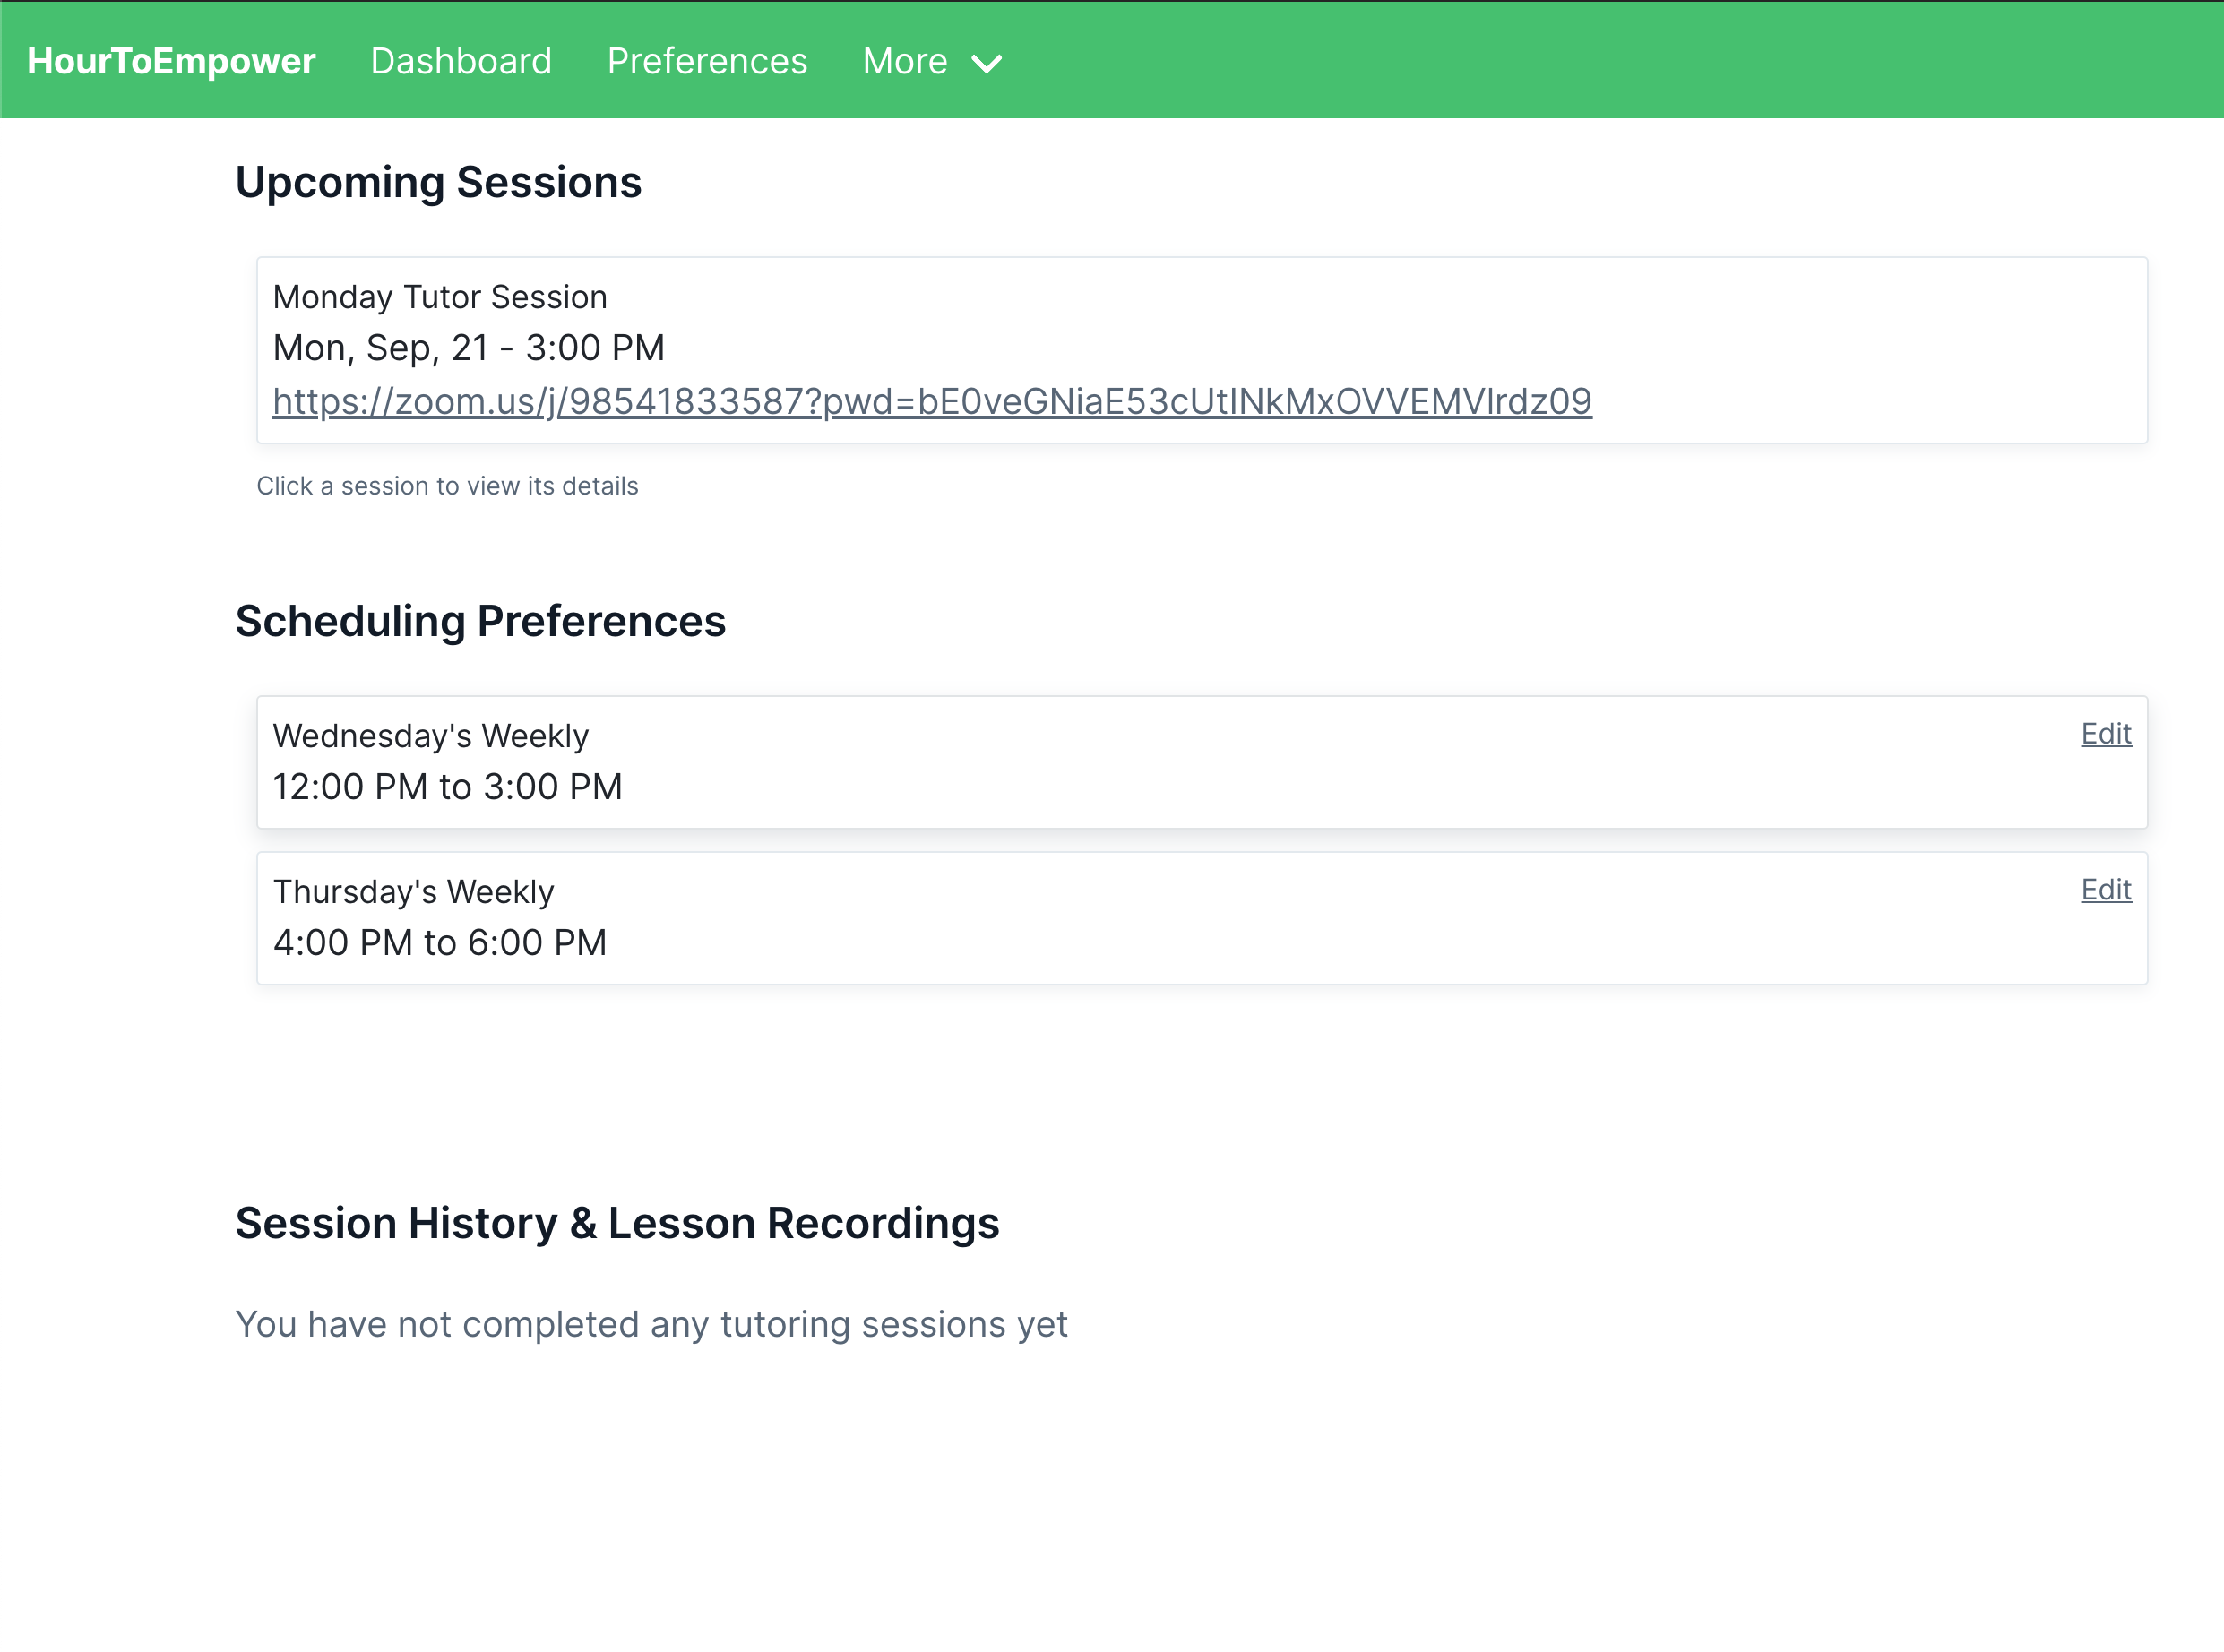 HourToEmpower Dashboard Preferences More
Upcoming Sessions
Monday Tutor Session
Mon, Sep, 21 - 3:00 PM
https://zoom.us/j/98541833587?pwd=bE0veGNiaE53cUtINkMxOVVEMVlrdz09
Click a session to view its details
Scheduling Preferences
Wednesday's Weekly Edit
12:00 PM to 3:00 PM
Thursday's Weekly Edit
4:00 PM to 6:00 PM
Session History & Lesson Recordings
You have not completed any tutoring sessions yet